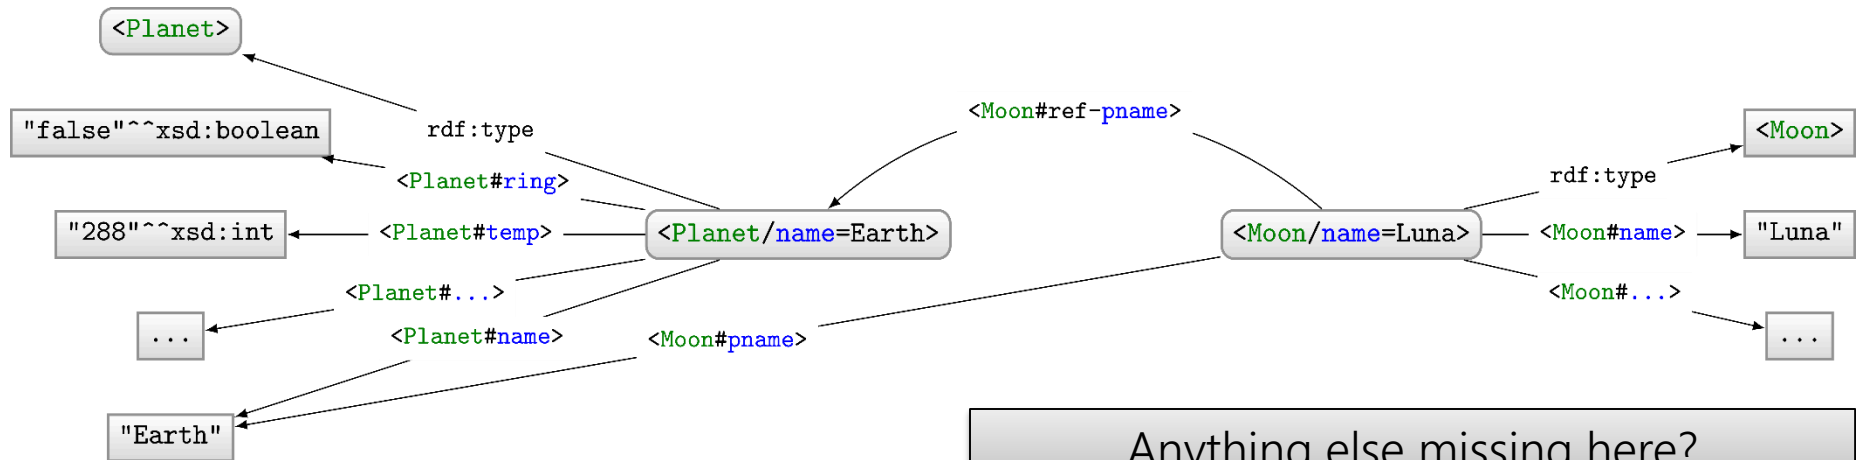 <Planet>
<Moon#ref-pname>
"false"^^xsd:boolean
rdf:type
<Moon>
<Planet#ring>
rdf:type
"288"^^xsd:int
<Planet#temp>
<Planet/name=Earth>
<Moon/name=Luna>
<Moon#name>
"Luna"
<Planet#...>
<Moon#...>
...
<Planet#name>
<Moon#pname>
...
"Earth"
Anything else missing here?